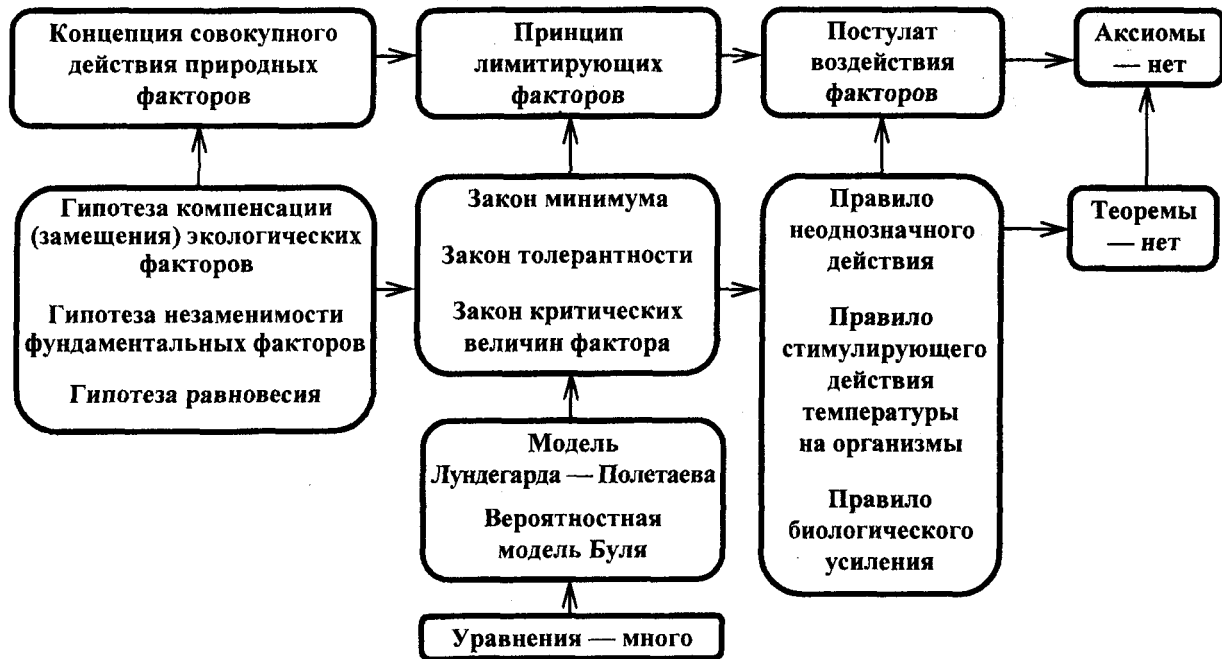 Концепция совокупного
действия природных
факторов
Принцип
лимитирующих
факторов
Постулат
воздействия
факторов
Аксиомы
— нет
Гипотеза компенсации
(замещения) экологических
факторов
Гипотеза незаменимости
фундаментальных факторов
Гипотеза равновесия
Закон минимума
Закон толерантности
Закон критических
величин фактора
Правило
неоднозначного
действия
Правило
стимулирующего
действия
температуры
на организмы
Правило
биологического
усиления
Теоремы
— нет
Модель
Лундегарда — Полетаева
Вероятностная
модель Буля
Уравнения — много